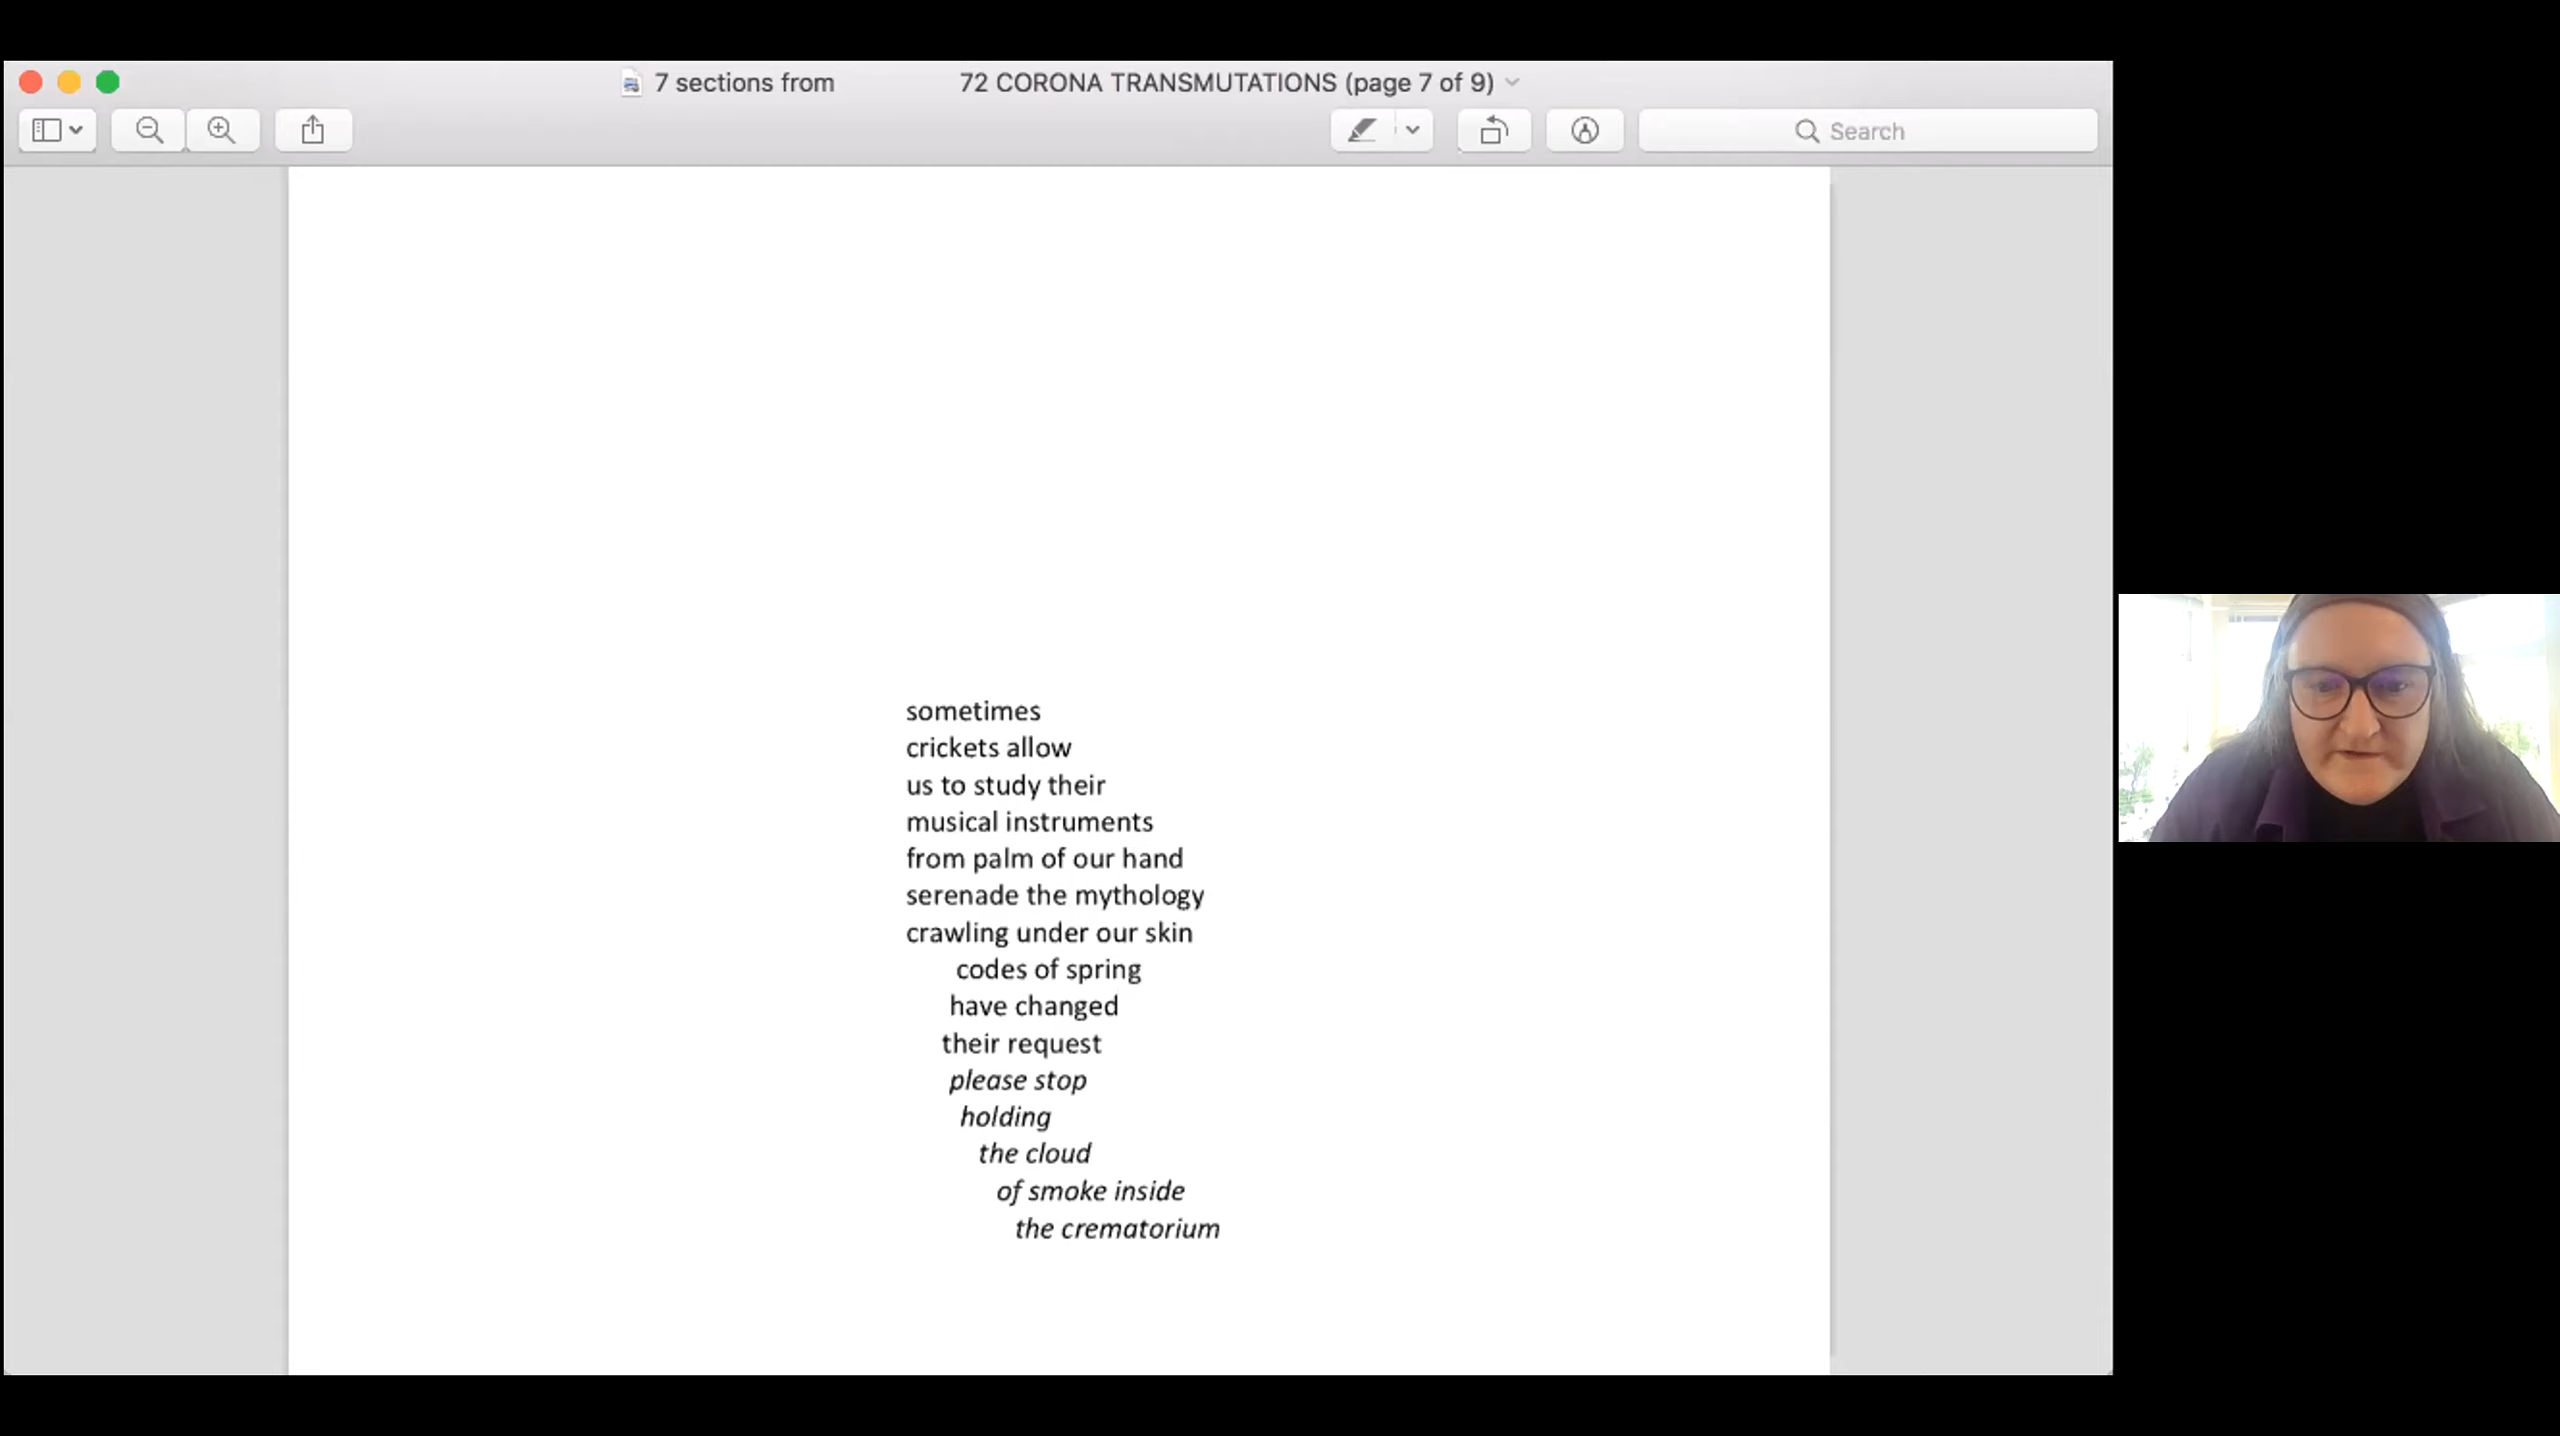 7 sections from 72 CORONA TRANSMUTATIONS (page 7 of 9)
Search
sometimes
crickets allow
us to study their
musical instruments
from palm of our hand
serenade the mythology
crawling under our skin
codes of spring
have changed
their request
please stop
holding
the cloud
of smoke inside
the crematorium